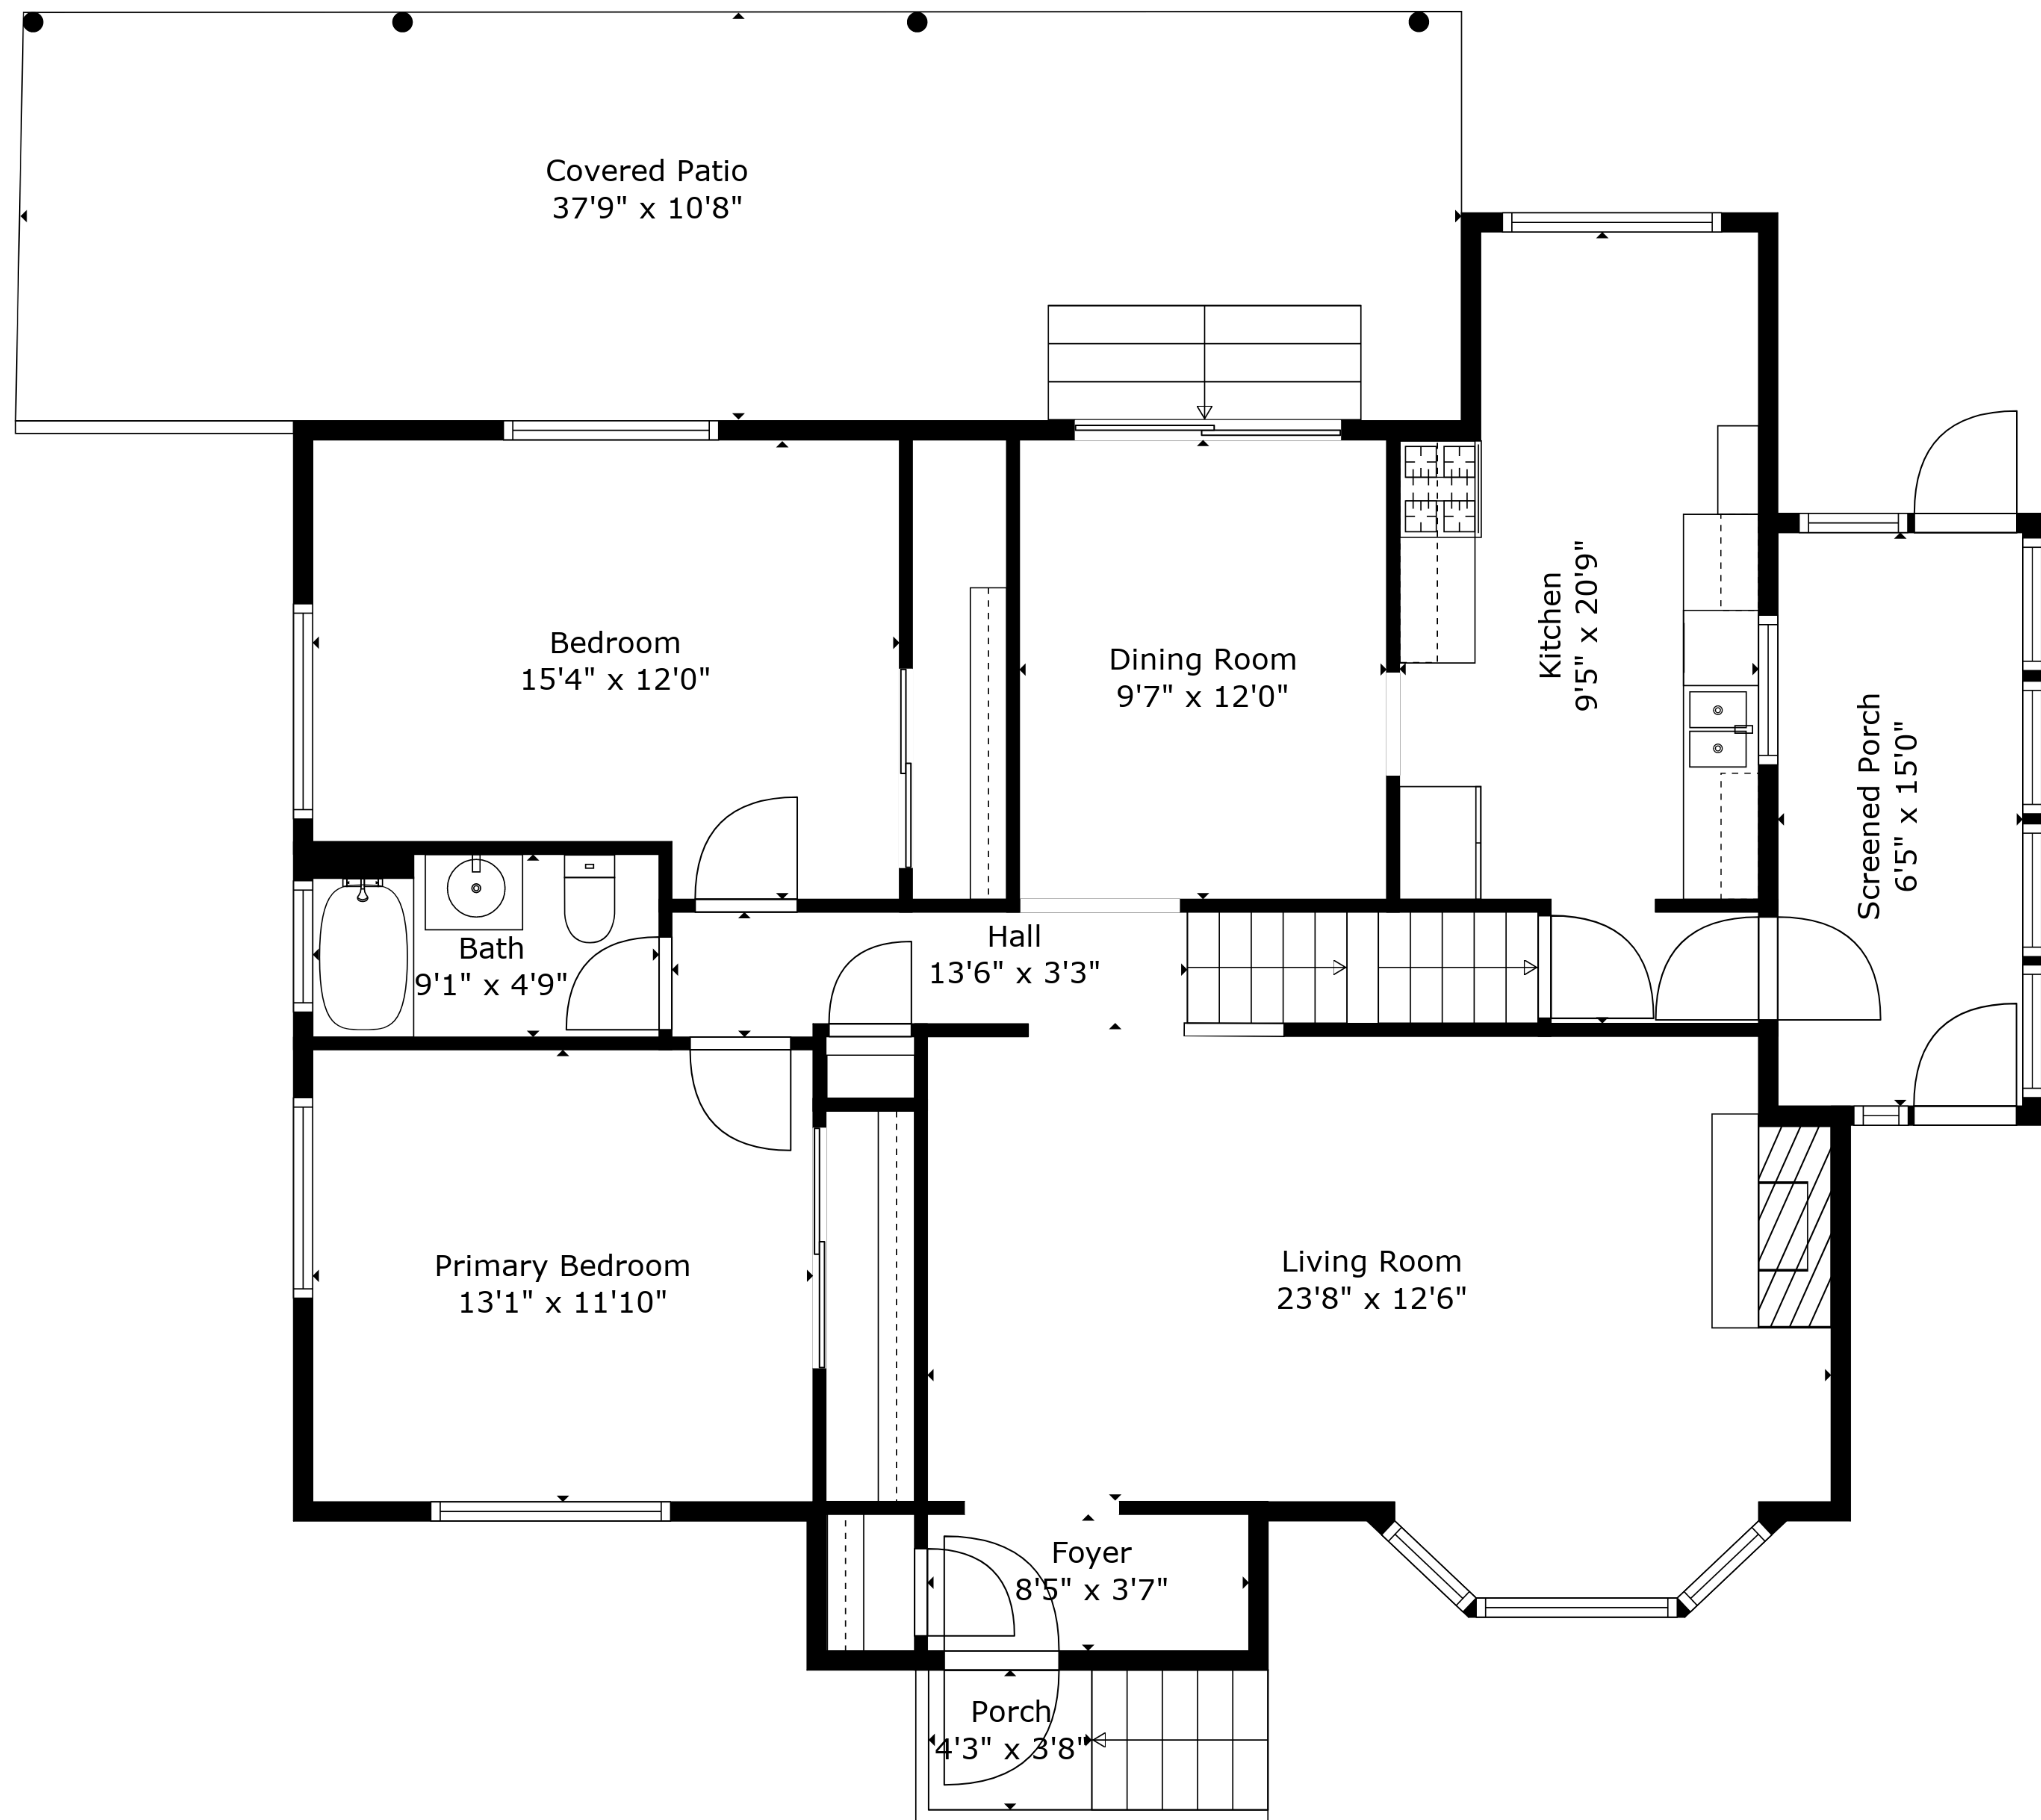 Covered Patio
37'9" x 10'8"
Bedroom
15'4" x 12'0"
Dining Room
9'7" x 12'0"
Kitchen
9'5" x 20'9"
Screened Porch
6'5" x 15'0"
Bath
9'1" x 4'9"
Hall
13'6" x 3'3"
Primary Bedroom
13'1" x 11'10"
Living Room
23'8" x 12'6"
Foyer
8'5" x 3'7"
Porch
4'3" x 3'8"